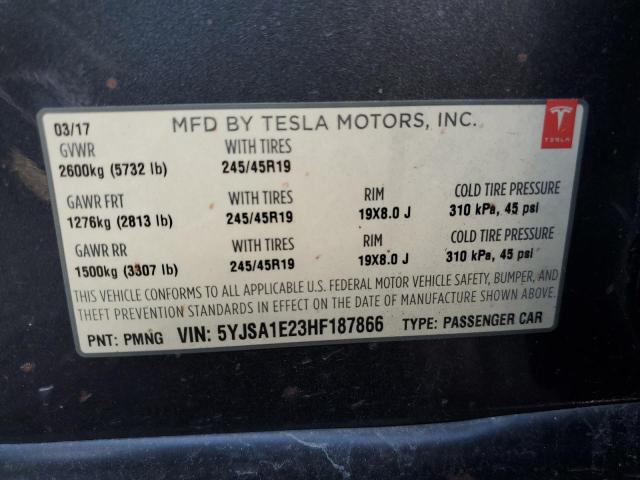 03/17 MFD BY TESLA MOTORS, INC.
GVWR WITH TIRES
2600kg (5732 lb) 245/45R19
GAWR FRT WITH TIRES RIM COLD TIRE PRESSURE
1276kg (2813 lb) 245/45R19 19X8.0 J 310 kPa, 45 psi
GAWR RR WITH TIRES RIM COLD TIRE PRESSURE
1500kg (3307 lb) 245/45R19 19X8.0 J 310 kPa, 45 psi
THIS VEHICLE CONFORMS TO ALL APPLICABLE U.S. FEDERAL MOTOR VEHICLE SAFETY, BUMPER, AND
THEFT PREVENTION STANDARDS IN EFFECT ON THE DATE OF MANUFACTURE SHOWN ABOVE.
PNT: PMNG VIN: 5YJSA1E23HF187866 TYPE: PASSENGER CAR
TESLA